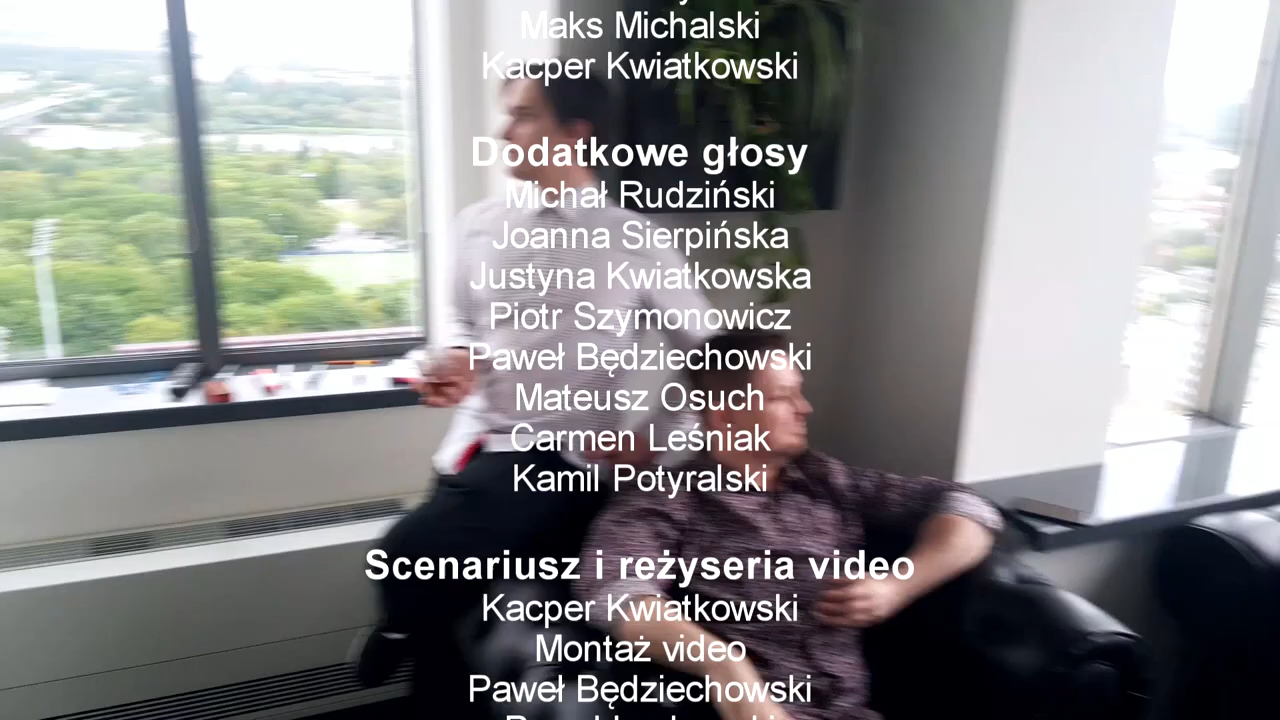 Maks Michalski
Kacper Kwiatkowski
Dodatkowe głosy
Michał Rudziński
Joanna Sierpińska
Justyna Kwiatkowska
Piotr Szymonowicz
Paweł Będziechowski
Mateusz Osuch
Carmen Leśniak
Kamil Potyralski
Scenariusz i reżyseria video
Kacper Kwiatkowski
Montaż video
Paweł Będziechowski